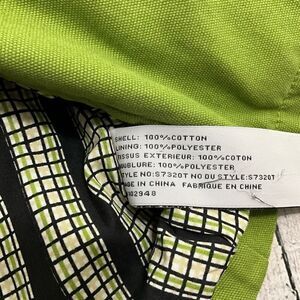 SHELL: 100%COTTON
LINING: 100%POLYESTER
TISSUS EXTERIEUR: 100%COTON
DOUBLURE: 100%POLYESTER
STYLE NO: S7320T NO DU STYLE: S7320T
MADE IN CHINA FABRIQUE EN CHINE